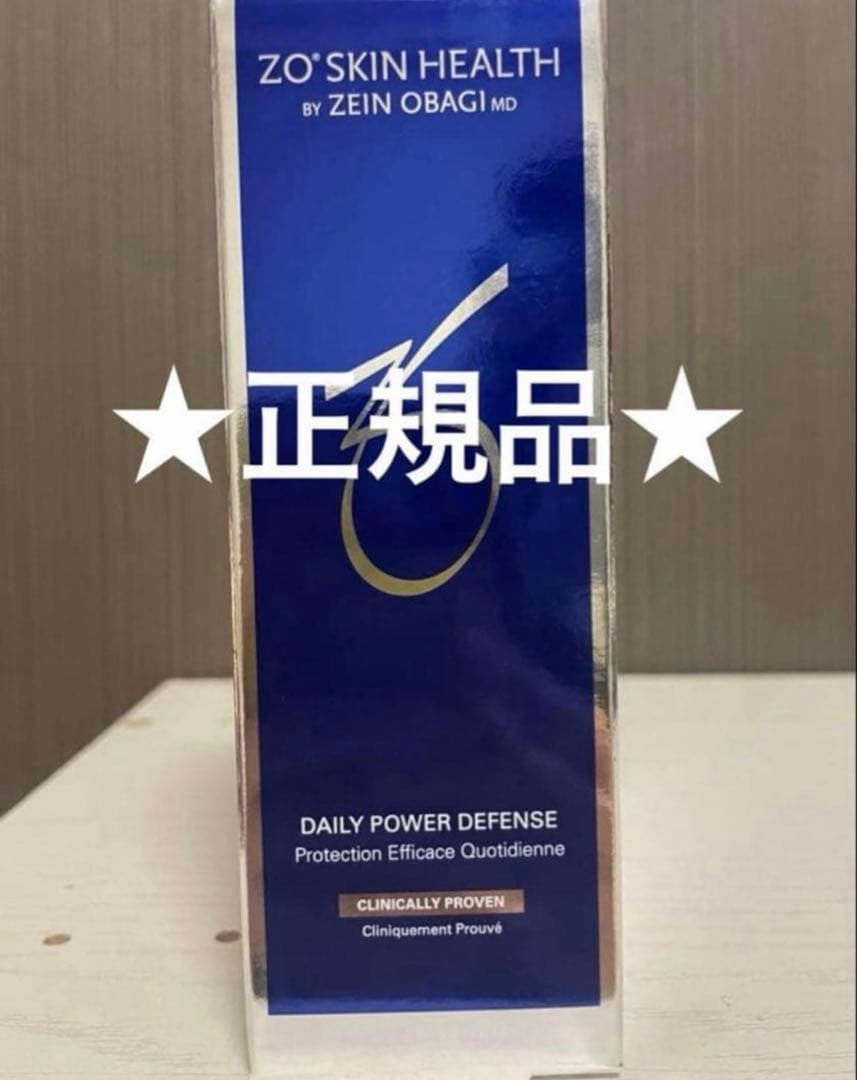 ZO® SKIN HEALTH
BY ZEIN OBAGI MD
★正規品★
DAILY POWER DEFENSE
Protection Efficace Quotidienne
CLINICALLY PROVEN
Cliniquement Prouvé